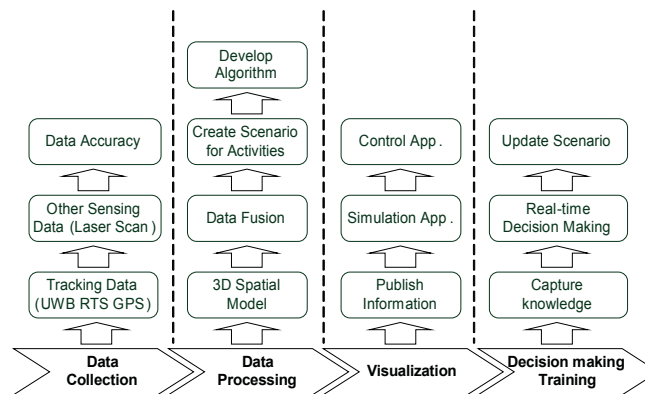 Develop
Algorithm
Data Accuracy
Create Scenario
for Activities
Control App .
Update Scenario
Other Sensing
Data (Laser Scan)
Data Fusion
Simulation App .
Real-time
Decision Making
Tracking Data
(UWB RTS GPS)
3D Spatial
Model
Publish
Information
Capture
knowledge
Data
Collection
Data
Processing
Visualization
Decision making
Training